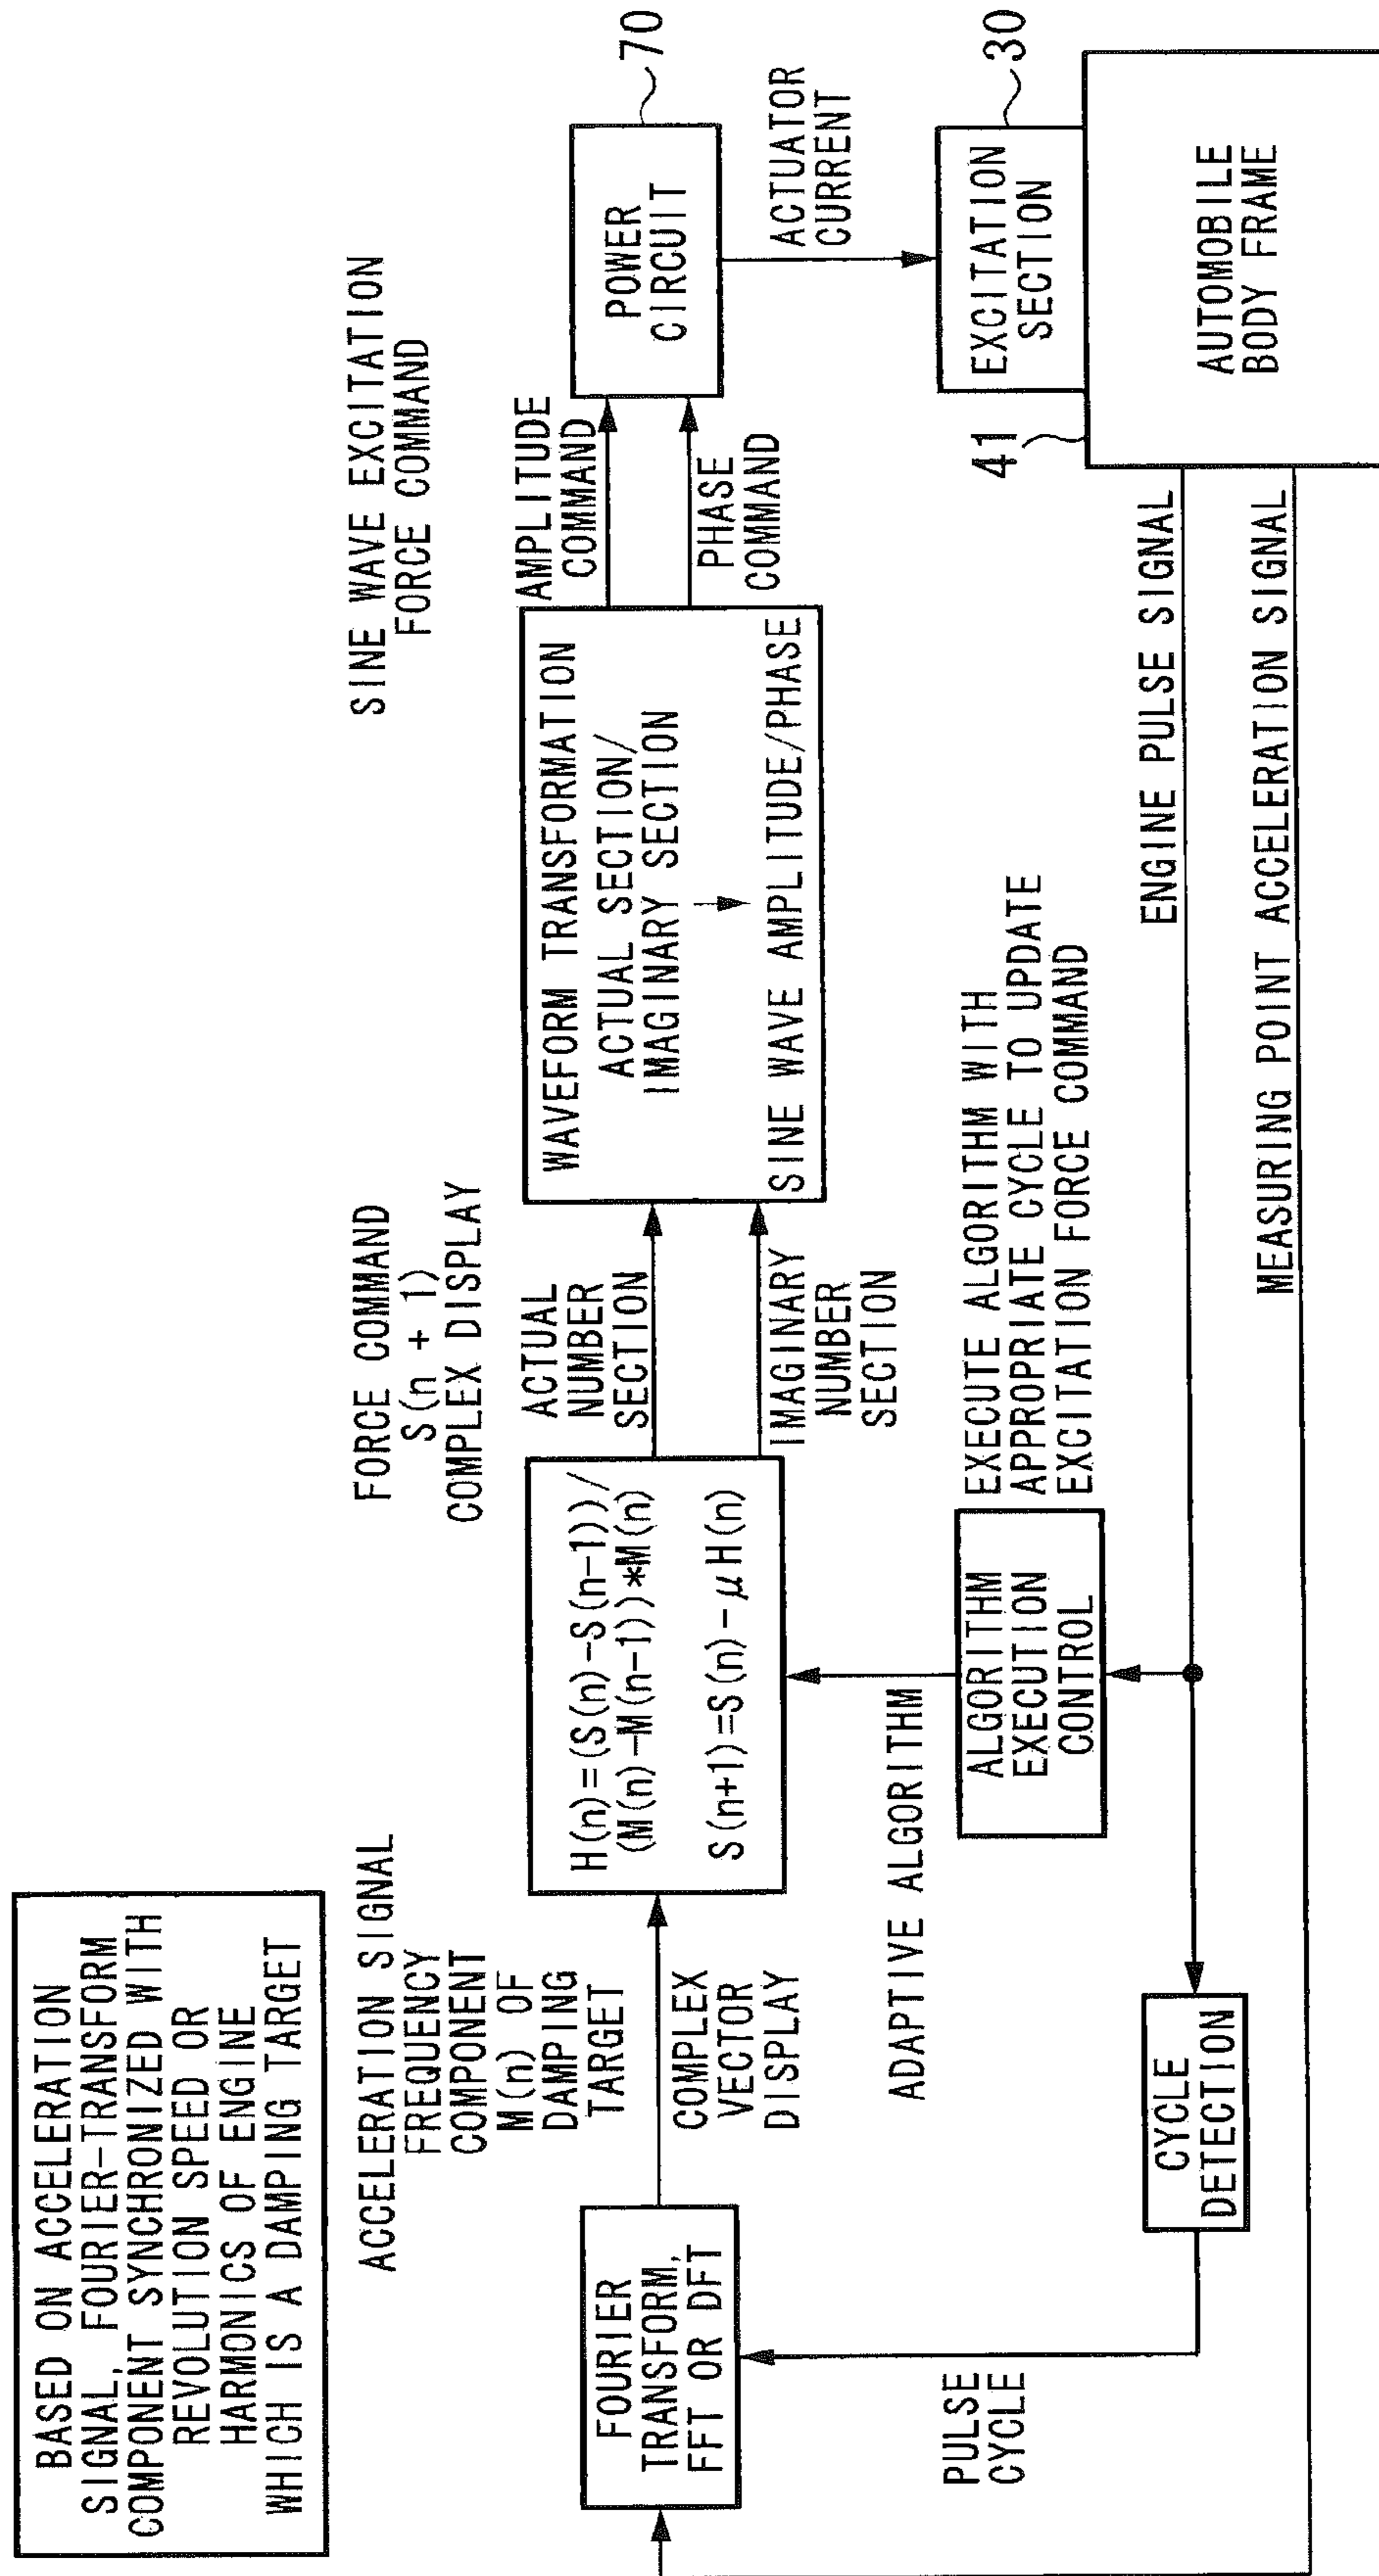 BASED ON ACCELERATION
SIGNAL, FOURIER-TRANSFORM
COMPONENT SYNCHRONIZED WITH
REVOLUTION SPEED OR
HARMONICS OF ENGINE
WHICH IS A DAMPING TARGET
ACCELERATION SIGNAL
FREQUENCY
COMPONENT
M(n) OF
DAMPING
TARGET
COMPLEX
VECTOR
DISPLAY
FOURIER
TRANSFORM,
FFT OR DFT
PULSE
CYCLE
CYCLE
DETECTION
FORCE COMMAND
S(n + 1)
COMPLEX DISPLAY
ACTUAL
NUMBER
SECTION
IMAGINARY
NUMBER
SECTION
H(n)=(S(n)-S(n-1))/
(M(n)-M(n-1))*M(n)
S(n+1)=S(n)-μH(n)
ADAPTIVE ALGORITHM
ALGORITHM
EXECUTION
CONTROL
EXECUTE ALGORITHM WITH
APPROPRIATE CYCLE TO UPDATE
EXCITATION FORCE COMMAND
WAVEFORM TRANSFORMATION
ACTUAL SECTION/
IMAGINARY SECTION
SINE WAVE AMPLITUDE/PHASE
SINE WAVE EXCITATION
FORCE COMMAND
AMPLITUDE
COMMAND
PHASE
COMMAND
POWER
CIRCUIT
70
ACTUATOR
CURRENT
EXCITATION
SECTION
30
41
AUTOMOBILE
BODY FRAME
ENGINE PULSE SIGNAL
MEASURING POINT ACCELERATION SIGNAL